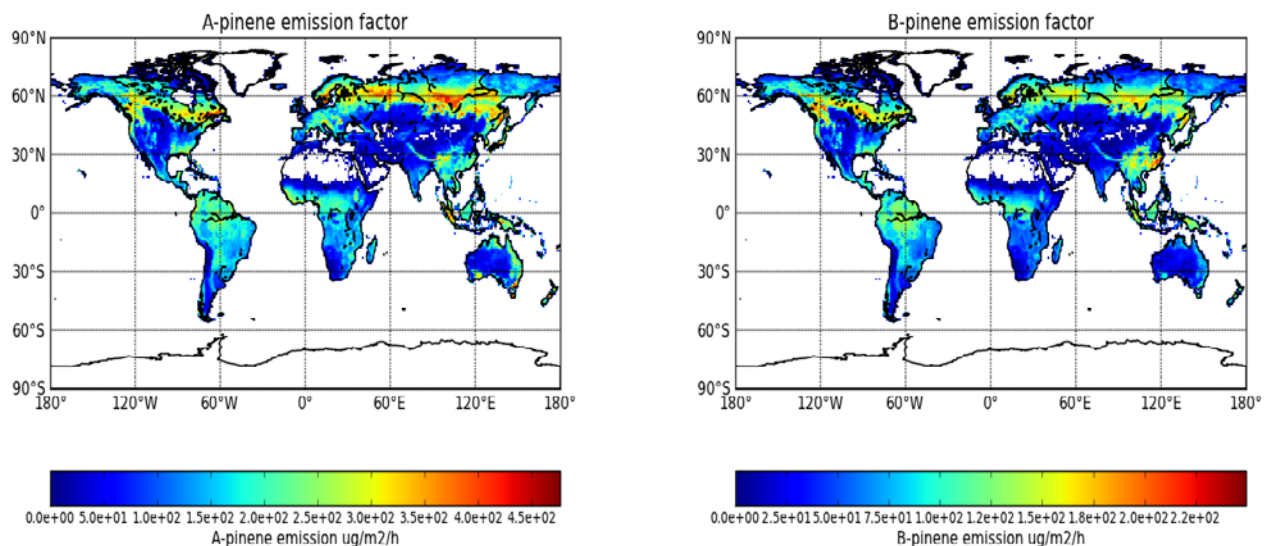 A-pinene emission factor
90°N
60°N
30°N
0°
30°S
60°S
90°S
180° 120°W 60°W 0° 60°E 120°E 180°
0.0e+00 5.0e+01 1.0e+02 1.5e+02 2.0e+02 2.5e+02 3.0e+02 3.5e+02 4.0e+02 4.5e+02
A-pinene emission ug/m2/h
B-pinene emission factor
90°N
60°N
30°N
0°
30°S
60°S
90°S
180° 120°W 60°W 0° 60°E 120°E 180°
0.0e+00 2.5e+01 5.0e+01 7.5e+01 1.0e+02 1.2e+02 1.5e+02 1.8e+02 2.0e+02 2.2e+02
B-pinene emission ug/m2/h